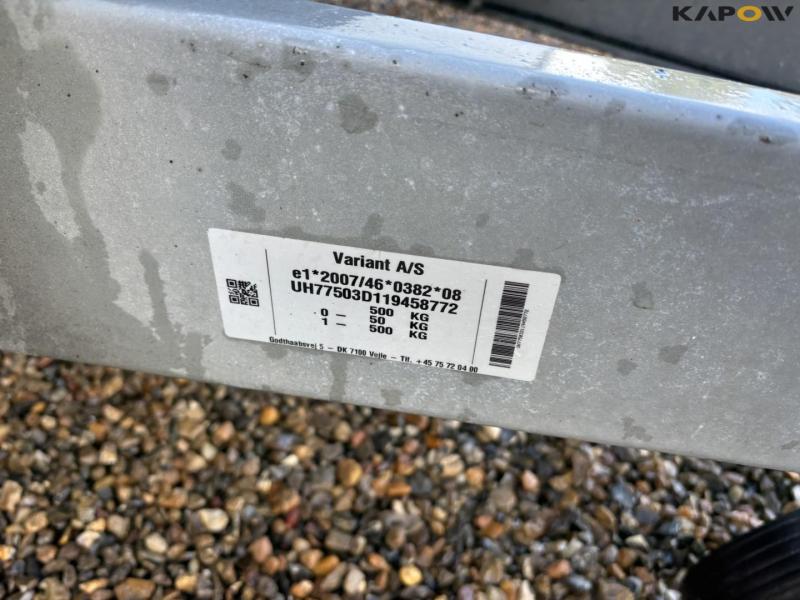 KAPOW
Variant A/S
e1*2007/46*0382*08
UH77503D119458772
500 KG
0 – 50 KG
1 – 500 KG
Godthaabsvej 5 – DK 7100 Vejle – Tlf. +45 75 72 04 00